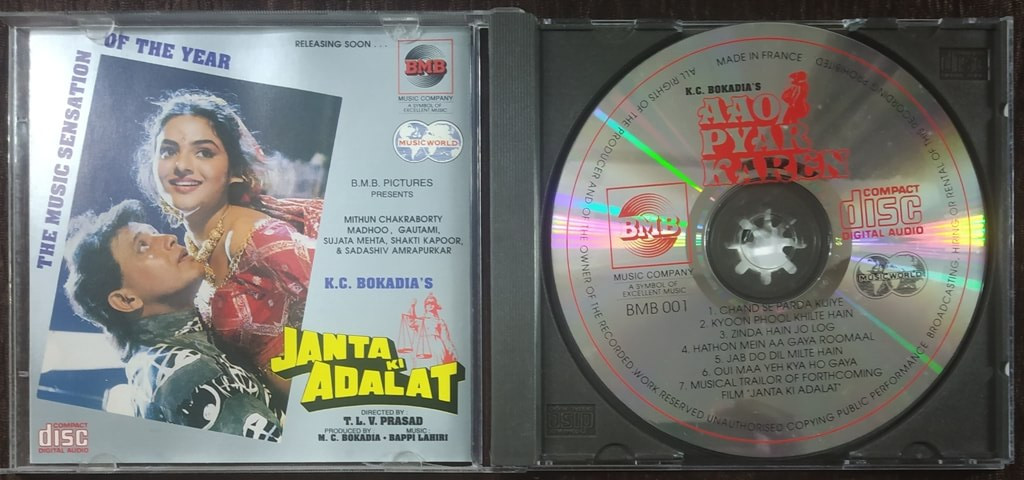 THE MUSIC SENSATION
OF THE YEAR
RELEASING SOON . . .
BMB
MUSIC COMPANY
A SYMBOL OF
EXCELLENT MUSIC
MUSICWORLD
B.M.B. PICTURES
PRESENTS
MITHUN CHAKRABORTY
MADHOO, GAUTAMI,
SUJATA MEHTA, SHAKTI KAPOOR,
& SADASHIV AMRAPURKAR
K.C. BOKADIA'S
JANTA
KI
ADALAT
DIRECTED BY
T. L. V. PRASAD
PRODUCED BY MUSIC :
M. C. BOKADIA • BAPPI LAHIRI
COMPACT
disc
DIGITAL AUDIO
MADE IN FRANCE
K.C. BOKADIA'S
AAO
PYAR
KAREN
BMB
MUSIC COMPANY
A SYMBOL OF
EXCELLENT MUSIC
BMB 001
COMPACT
disc
DIGITAL AUDIO
MUSICWORLD
1. CHAND SE PARDA KIJIYE
2. KYOON PHOOL KHILTE HAIN
3. ZINDA HAIN JO LOG
4. HATHON MEIN AA GAYA ROOMAAL
5. JAB DO DIL MILTE HAIN
6. OUI MAA YEH KYA HO GAYA
7. MUSICAL TRAILOR OF FORTHCOMING
FILM "JANTA KI ADALAT"
ALL RIGHTS OF THE PRODUCER AND OF THE OWNER OF THE RECORDED WORK RESERVED UNAUTHORISED COPYING PUBLIC PERFORMANCE BROADCASTING, HIRING OR RENTAL OF THIS RECORDING PROHIBITED